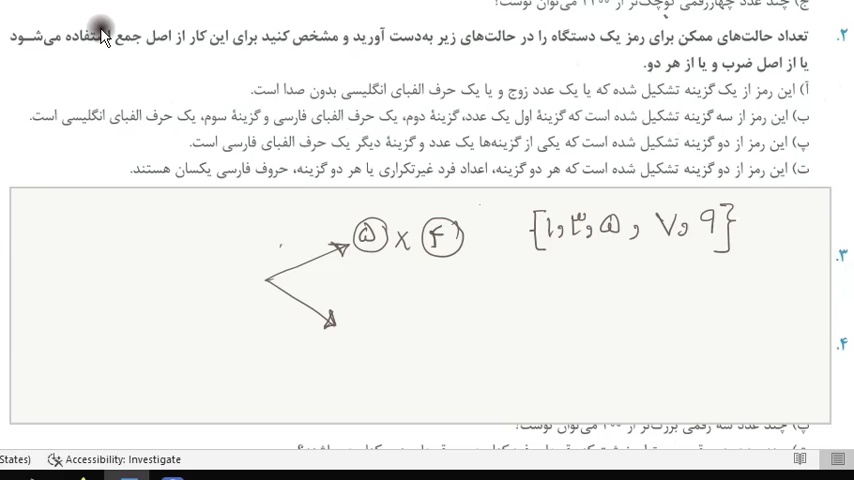 ج) چند عدد چهاررقمی کوچک‌تر از ۲۳۰۰ می‌توان نوشت؟
۲. تعداد حالت‌های ممکن برای رمز یک دستگاه را در حالت‌های زیر به‌دست آورید و مشخص کنید برای این کار از اصل جمع استفاده می‌شود
یا از اصل ضرب و یا از هر دو.
آ) این رمز از یک گزینه تشکیل شده که یا یک عدد زوج و یا یک حرف الفبای انگلیسی بدون صدا است.
ب) این رمز از سه گزینه تشکیل شده است که گزینهٔ اول یک عدد، گزینهٔ دوم، یک حرف الفبای فارسی و گزینهٔ سوم، یک حرف الفبای انگلیسی است.
پ) این رمز از دو گزینه تشکیل شده است که یکی از گزینه‌ها یک عدد و گزینهٔ دیگر یک حرف الفبای فارسی است.
ت) این رمز از دو گزینه تشکیل شده است که هر دو گزینه، اعداد فرد غیرتکراری یا هر دو گزینه، حروف فارسی یکسان هستند.
{۱, ۳, ۵, ۷, ۹}
۵ × ۴
۳.
۴.
پ) چند عدد سه رقمی بزرگ‌تر از ۲۰۰ می‌توان نوشت؟
States)
Accessibility: Investigate